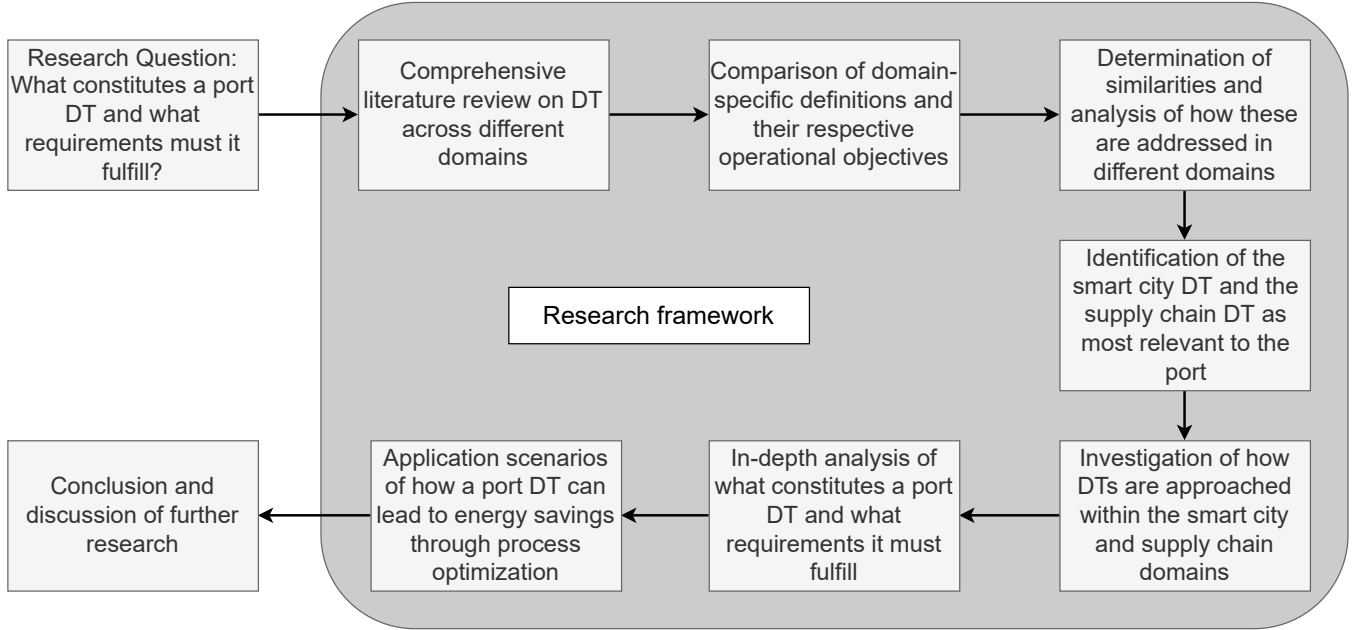 Research Question:
What constitutes a port
DT and what
requirements must it
fulfill?
Comprehensive
literature review on DT
across different
domains
Comparison of domain-
specific definitions and
their respective
operational objectives
Determination of
similarities and
analysis of how these
are addressed in
different domains
Identification of the
smart city DT and the
supply chain DT as
most relevant to the
port
Research framework
Investigation of how
DTs are approached
within the smart city
and supply chain
domains
In-depth analysis of
what constitutes a port
DT and what
requirements it must
fulfill
Application scenarios
of how a port DT can
lead to energy savings
through process
optimization
Conclusion and
discussion of further
research